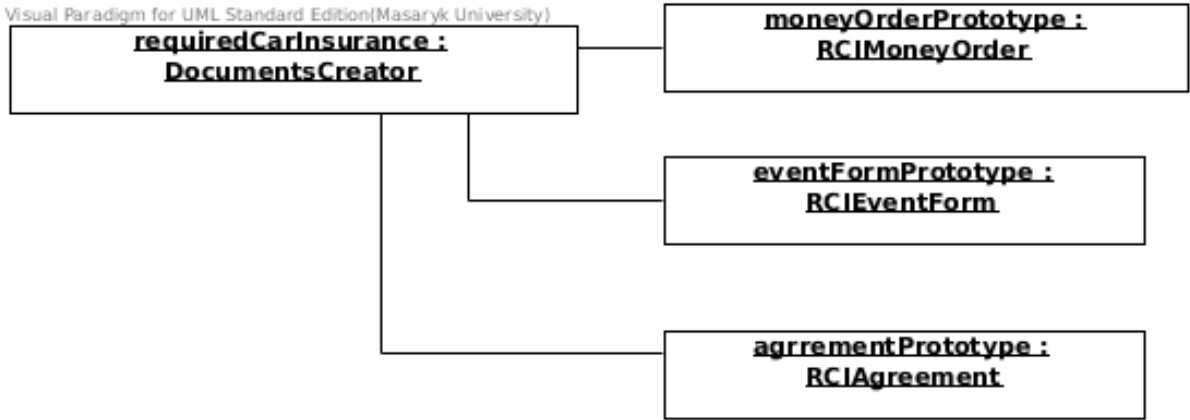 Visual Paradigm for UML Standard Edition(Masaryk University)
requiredCarInsurance :
DocumentsCreator
moneyOrderPrototype :
RCIMoneyOrder
eventFormPrototype :
RCIEventForm
agrrementPrototype :
RCIAgreement